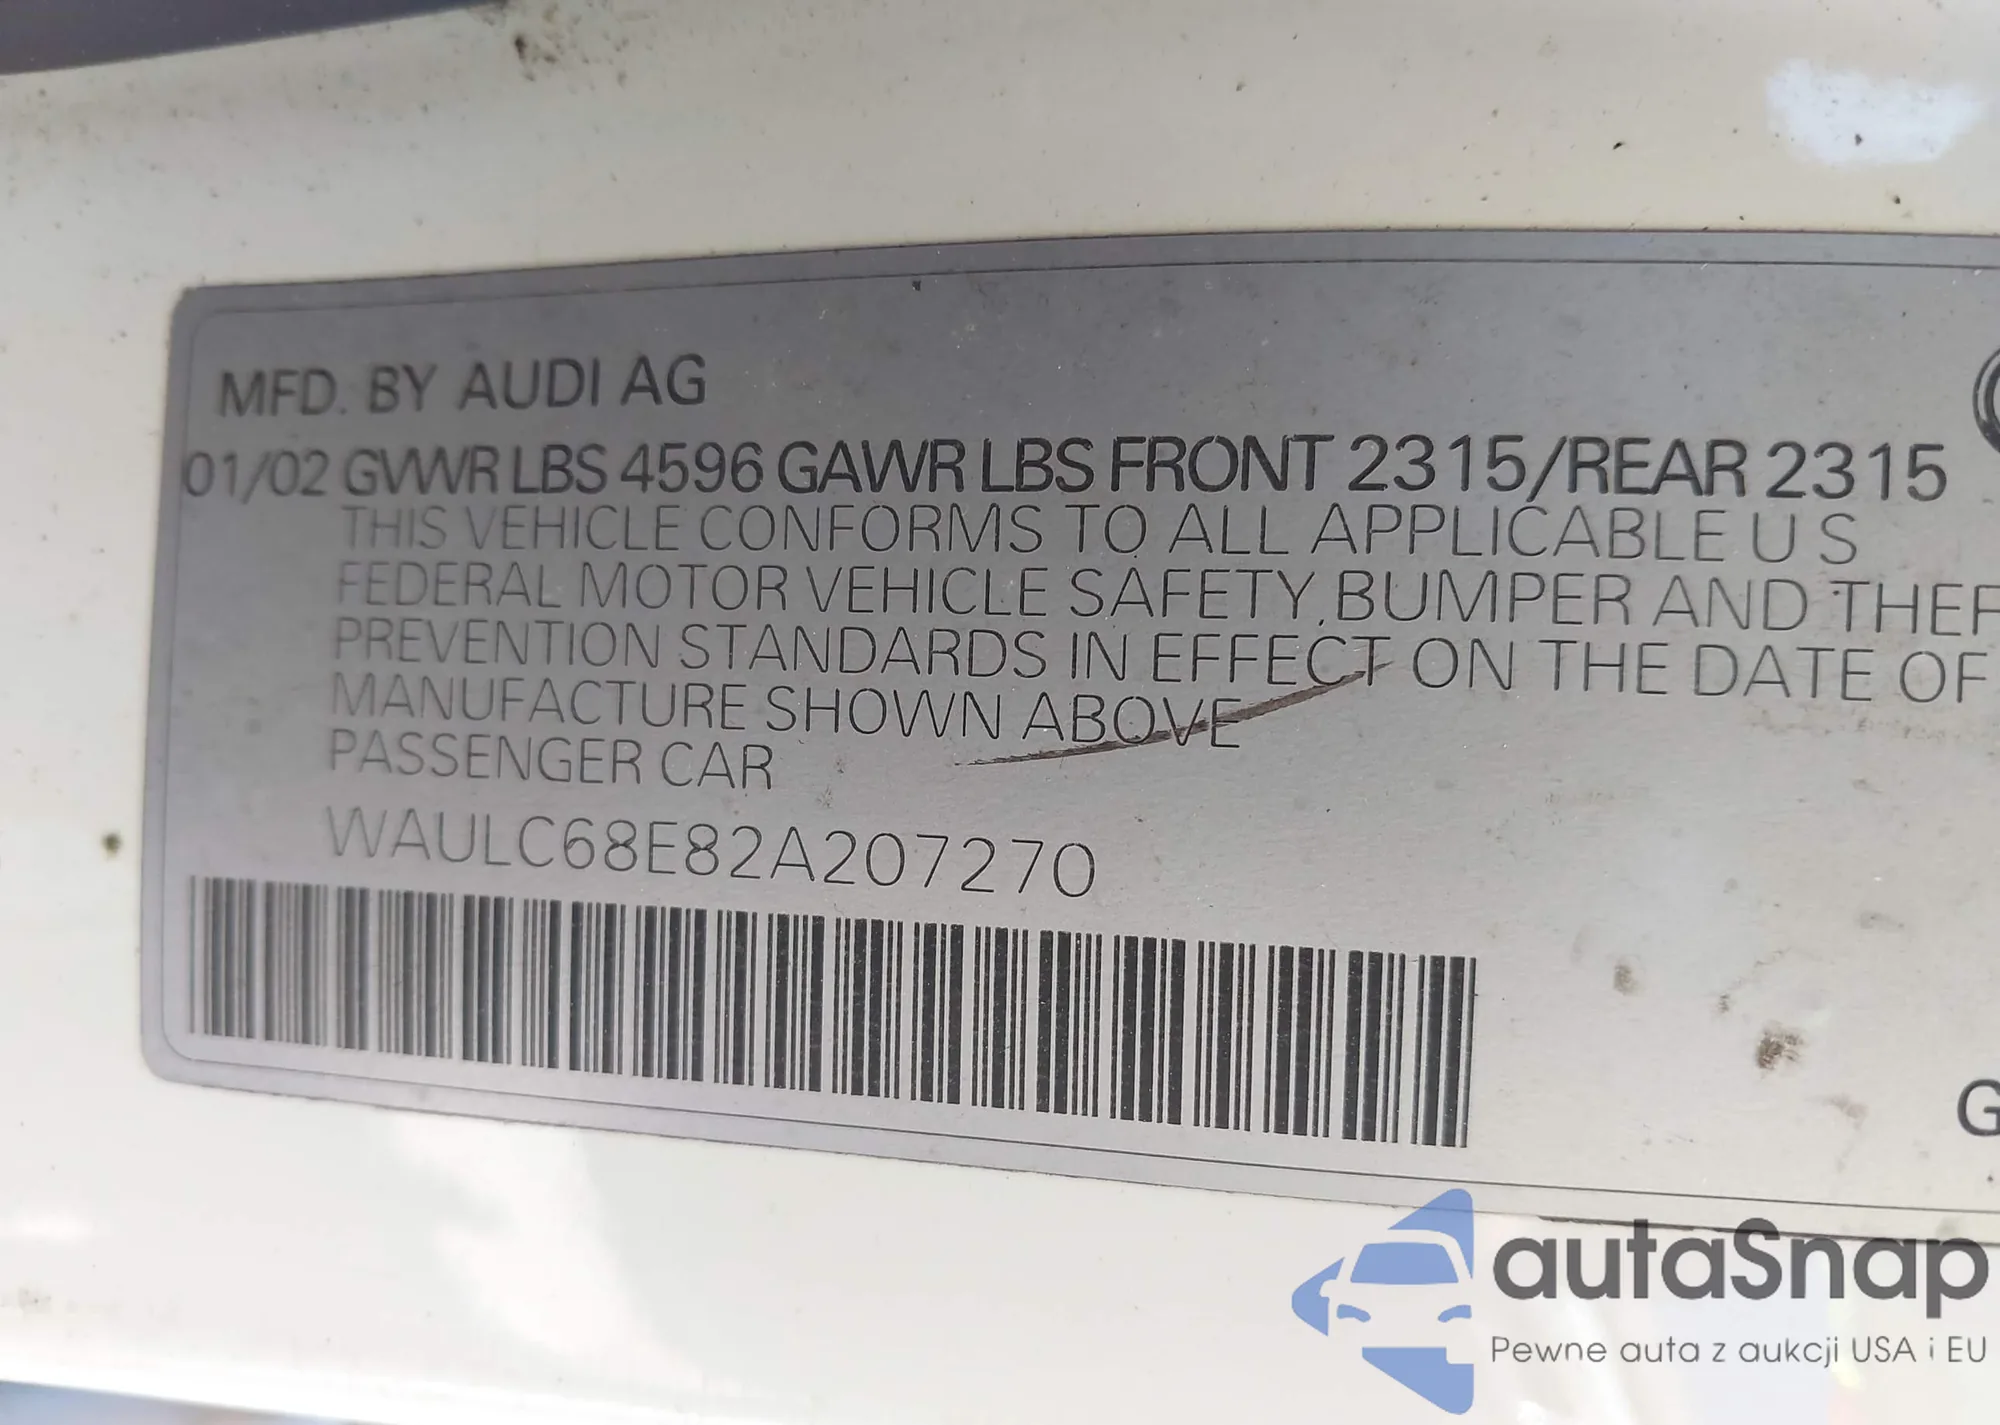 MFD. BY AUDI AG
01/02 GVWR LBS 4596 GAWR LBS FRONT 2315/REAR 2315
THIS VEHICLE CONFORMS TO ALL APPLICABLE U S
FEDERAL MOTOR VEHICLE SAFETY, BUMPER AND THEF
PREVENTION STANDARDS IN EFFECT ON THE DATE OF
MANUFACTURE SHOWN ABOVE
PASSENGER CAR
WAULC68E82A207270
G
autaSnap
Pewne auta z aukcji USA i EU